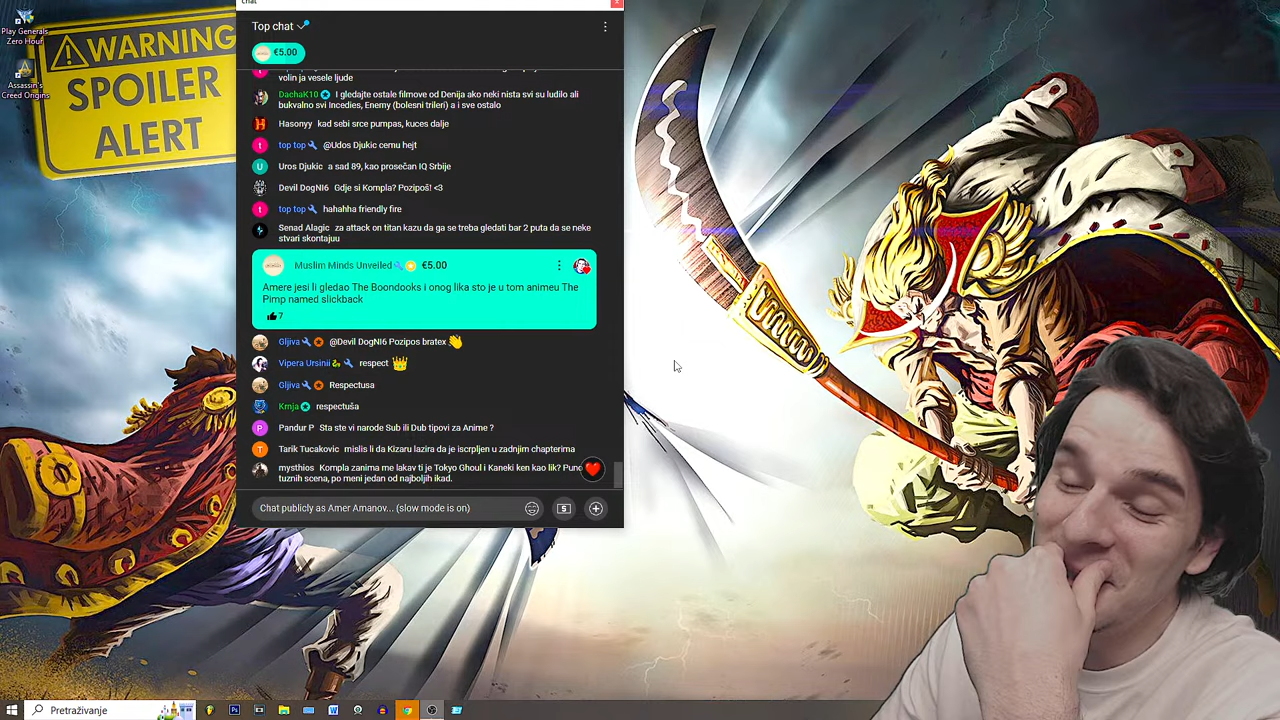 Chat
Top chat
€5.00
Play Generals
Zero Hour
Assassin's
Creed Origins
WARNING
SPOILER
ALERT
volin ja vesele ljude
DachaK10 I gledajte ostale filmove od Denija ako neki nista svi su ludilo ali
bukvalno svi Incedies, Enemy (bolesni trileri) a i sve ostalo
Hasonyy kad sebi srce pumpas, kuces dalje
top top @Udos Djukic cemu hejt
Uros Djukic a sad 89, kao prosečan IQ Srbije
Devil DogNI6 Gdje si Kompla? Pozipoš! <3
top top hahahha friendly fire
Senad Alagic za attack on titan kazu da ga se treba gledati bar 2 puta da se neke
stvari skontajuu
Muslim Minds Unveiled €5.00
Amere jesi li gledao The Boondooks i onog lika sto je u tom animeu The
Pimp named slickback
7
Gljiva @Devil DogNI6 Pozipos bratex
Vipera Ursinii respect
Gljiva Respectusa
Krnja respectuša
Pandur P Sta ste vi narode Sub ili Dub tipovi za Anime ?
Tarik Tucakovic mislis li da Kizaru lazira da je iscrpljen u zadnjim chapterima
mysthios Kompla zanima me lakav ti je Tokyo Ghoul i Kaneki ken kao lik? Puno
tuznih scena, po meni jedan od najboljih ikad.
Chat publicly as Amer Amanov... (slow mode is on)
Pretraživanje